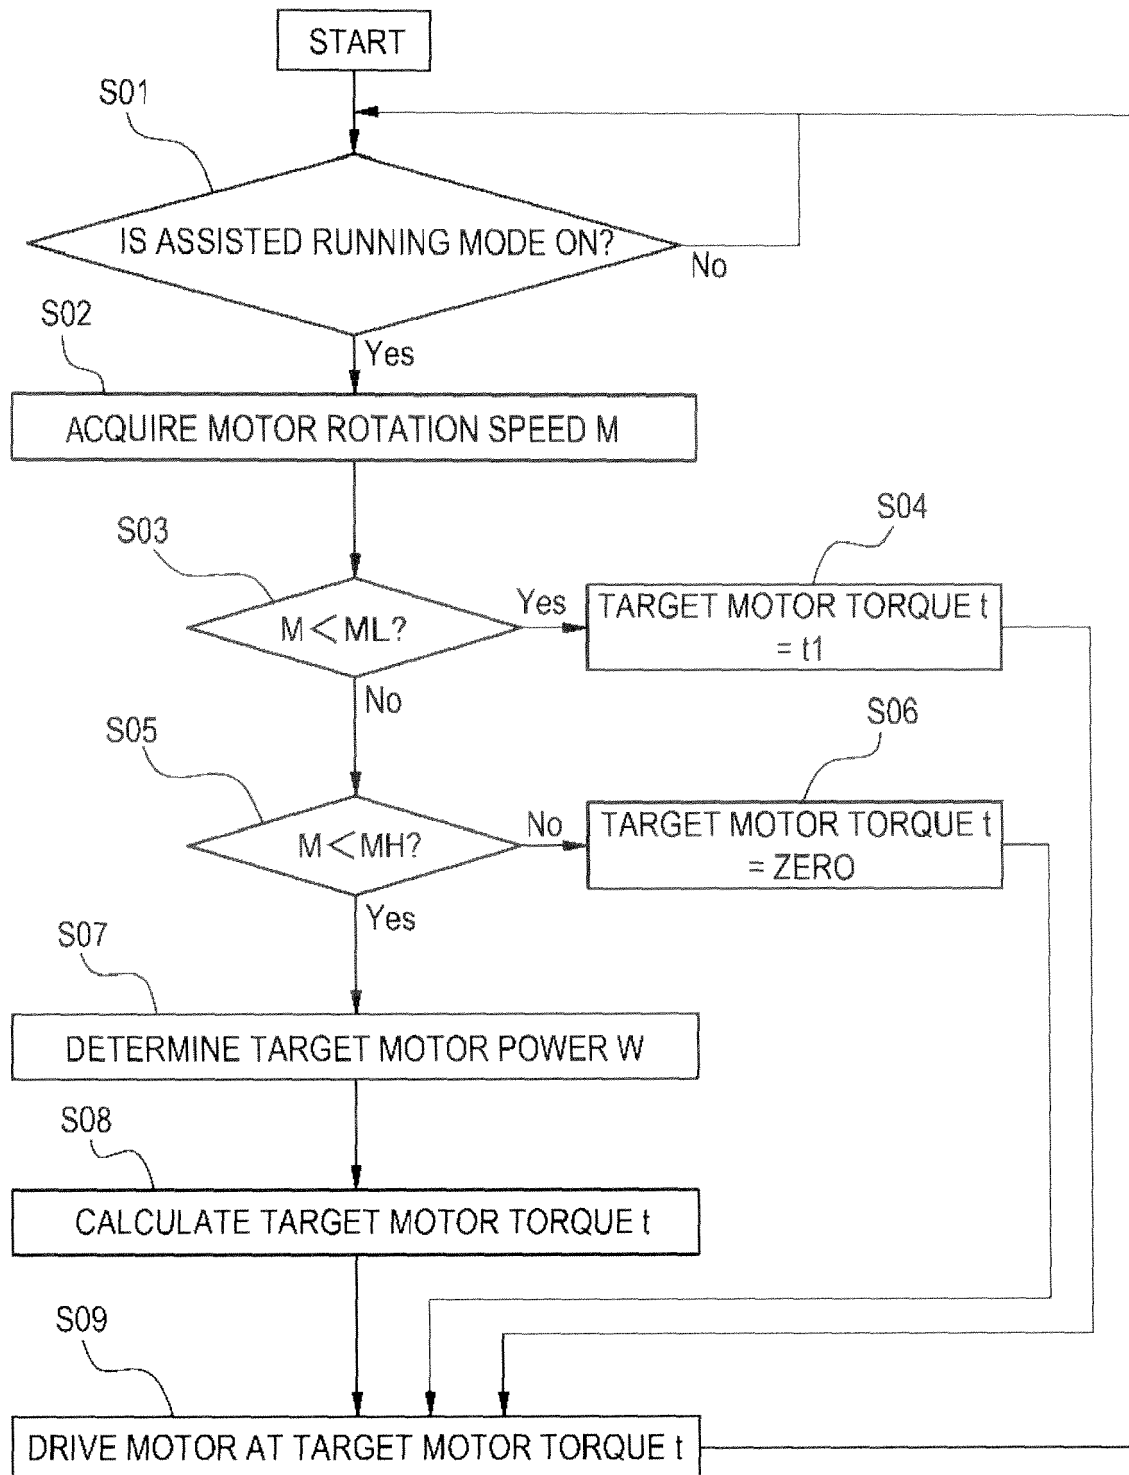 START
S01
IS ASSISTED RUNNING MODE ON?
No
S02
Yes
ACQUIRE MOTOR ROTATION SPEED M
S03
S04
M<ML?
Yes
TARGET MOTOR TORQUE t
= t1
No
S05
S06
M<MH?
No
TARGET MOTOR TORQUE t
= ZERO
Yes
S07
DETERMINE TARGET MOTOR POWER W
S08
CALCULATE TARGET MOTOR TORQUE t
S09
DRIVE MOTOR AT TARGET MOTOR TORQUE t